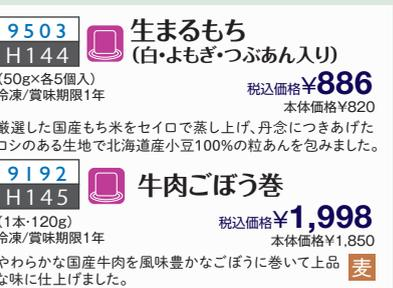 9503
H144
生まるもち
(白・よもぎ・つぶあん入り)
(50g×各5個入)
冷凍/賞味期限1年
税込価格¥886
本体価格¥820
厳選した国産もち米をセイロで蒸し上げ、丹念につきあげた
コシのある生地で北海道産小豆100%の粒あんを包みました。
9192
H145
牛肉ごぼう巻
(1本・120g)
冷凍/賞味期限1年
税込価格¥1,998
本体価格¥1,850
やわらかな国産牛肉を風味豊かなごぼうに巻いて上品
な味に仕上げました。
麦